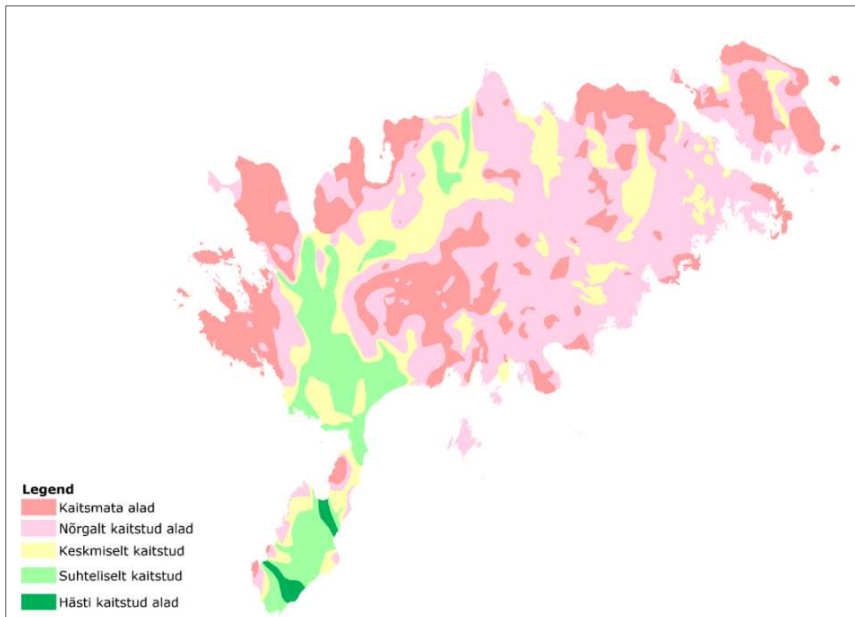 Legend
Kaitsmata alad
Nõrgalt kaitstud alad
Keskmiselt kaitstud
Suhteliselt kaitstud
Hästi kaitstud alad